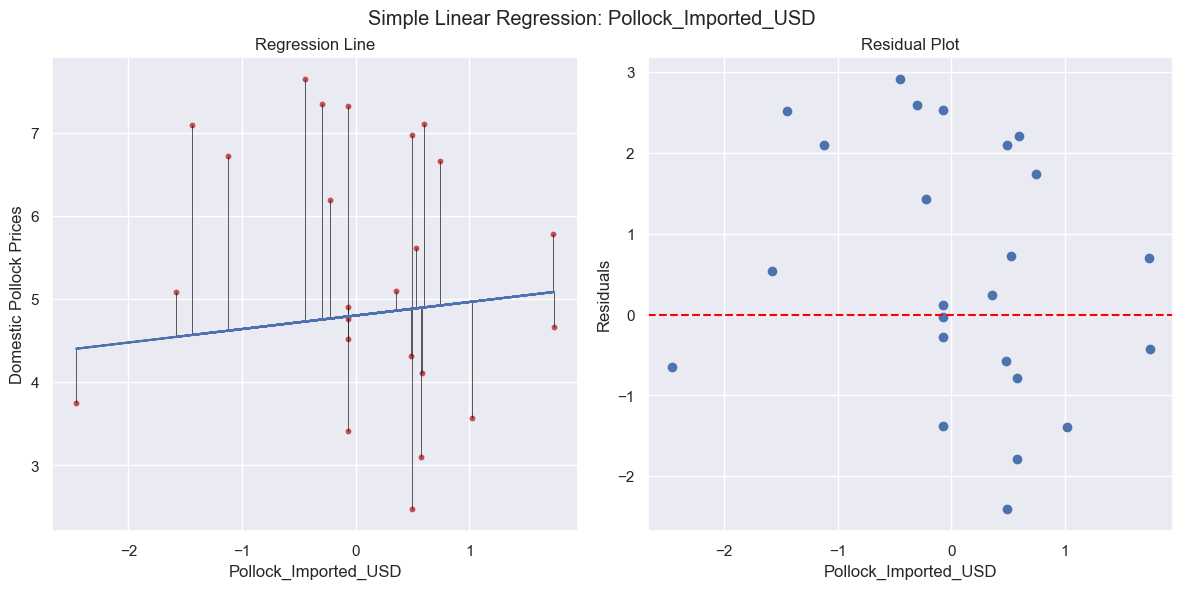 Simple Linear Regression: Pollock_Imported_USD
Regression Line
Domestic Pollock Prices
7
6
5
4
3
−2
−1
0
1
Pollock_Imported_USD
Residual Plot
Residuals
3
2
1
0
−1
−2
−2
−1
0
1
Pollock_Imported_USD